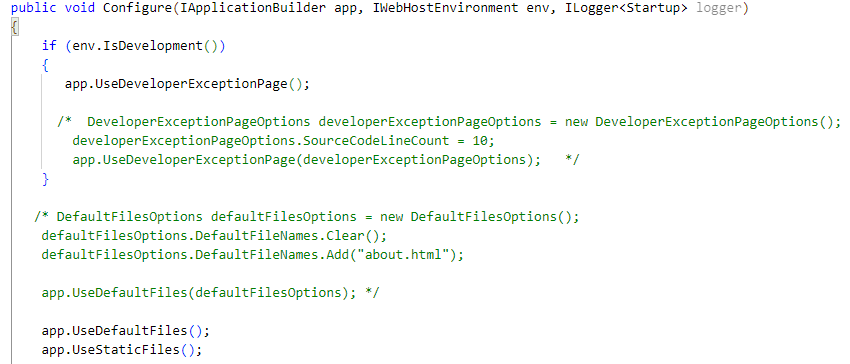 public void Configure(IApplicationBuilder app, IWebHostEnvironment env, ILogger<Startup> logger)
{
if (env.IsDevelopment())
{
app.UseDeveloperExceptionPage();
/*  DeveloperExceptionPageOptions developerExceptionPageOptions = new DeveloperExceptionPageOptions();
developerExceptionPageOptions.SourceCodeLineCount = 10;
app.UseDeveloperExceptionPage(developerExceptionPageOptions);   */
}
/* DefaultFilesOptions defaultFilesOptions = new DefaultFilesOptions();
defaultFilesOptions.DefaultFileNames.Clear();
defaultFilesOptions.DefaultFileNames.Add("about.html");
app.UseDefaultFiles(defaultFilesOptions); */
app.UseDefaultFiles();
app.UseStaticFiles();